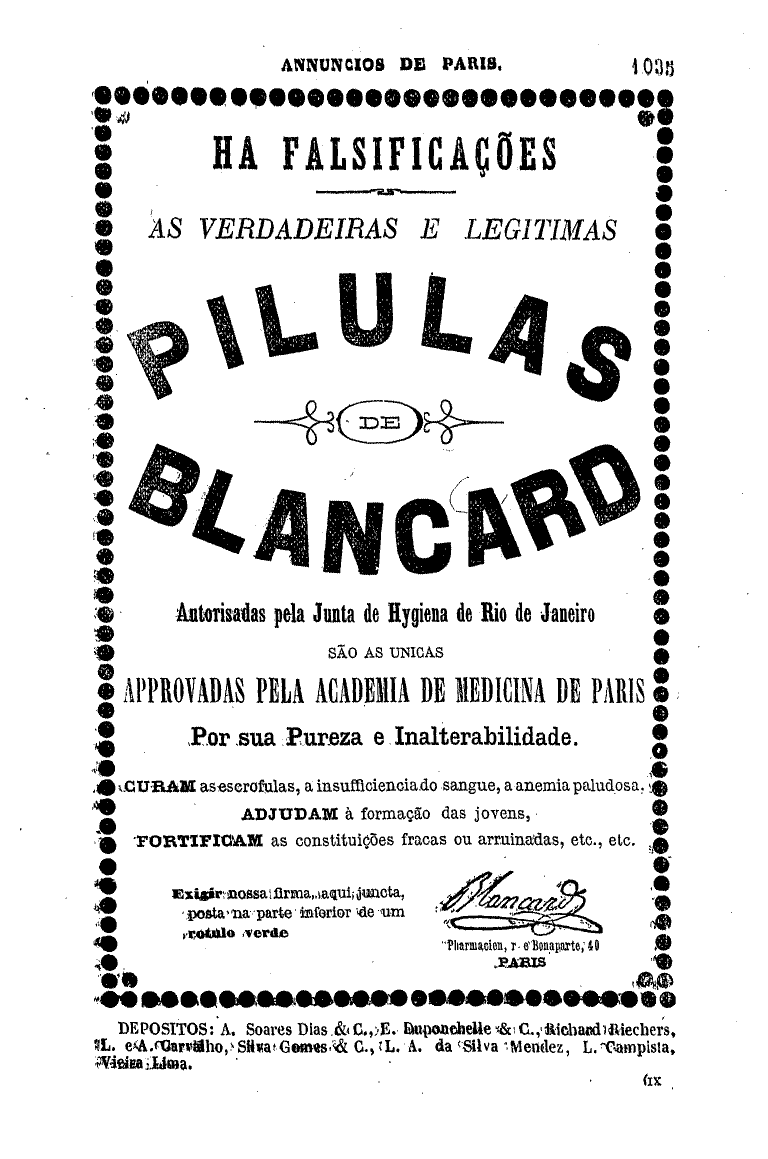 ANNUNCIOS DE PARIS.
1035
HA FALSIFICAÇÕES
AS VERDADEIRAS E LEGITIMAS
PILULAS
DE
BLANCARD
Autorisadas pela Junta de Hygiena de Rio de Janeiro
SÃO AS UNICAS
APPROVADAS PELA ACADEMIA DE MEDICINA DE PARIS
Por sua Pureza e Inalterabilidade.
CURAM as escrofulas, a insufficiencia do sangue, a anemia paludosa.
ADJUDAM à formação das jovens,
FORTIFICAM as constituições fracas ou arruinadas, etc., etc.
Exigir nossa firma, aqui juncta,
posta na parte inferior de um
rotulo verde
Blancard
Pharmacien, r. Bonaparte, 40
PARIS
DEPOSITOS: A. Soares Dias & C., E. Duponchelle & C., Richard Riechers,
L. e A. Carvalho, Silva Gomes & C., L. A. da Silva Mendez, L. Campista,
Vieira Lima.